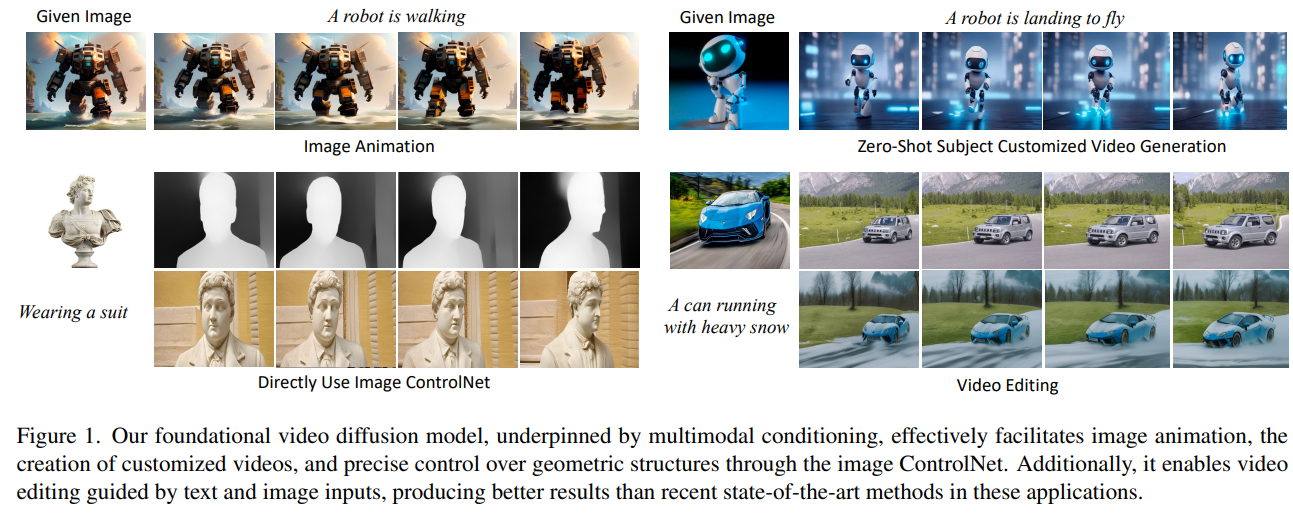 Given Image
A robot is walking
Given Image
A robot is landing to fly
Image Animation
Zero-Shot Subject Customized Video Generation
Wearing a suit
A can running
with heavy snow
Directly Use Image ControlNet
Video Editing
Figure 1. Our foundational video diffusion model, underpinned by multimodal conditioning, effectively facilitates image animation, the
creation of customized videos, and precise control over geometric structures through the image ControlNet. Additionally, it enables video
editing guided by text and image inputs, producing better results than recent state-of-the-art methods in these applications.